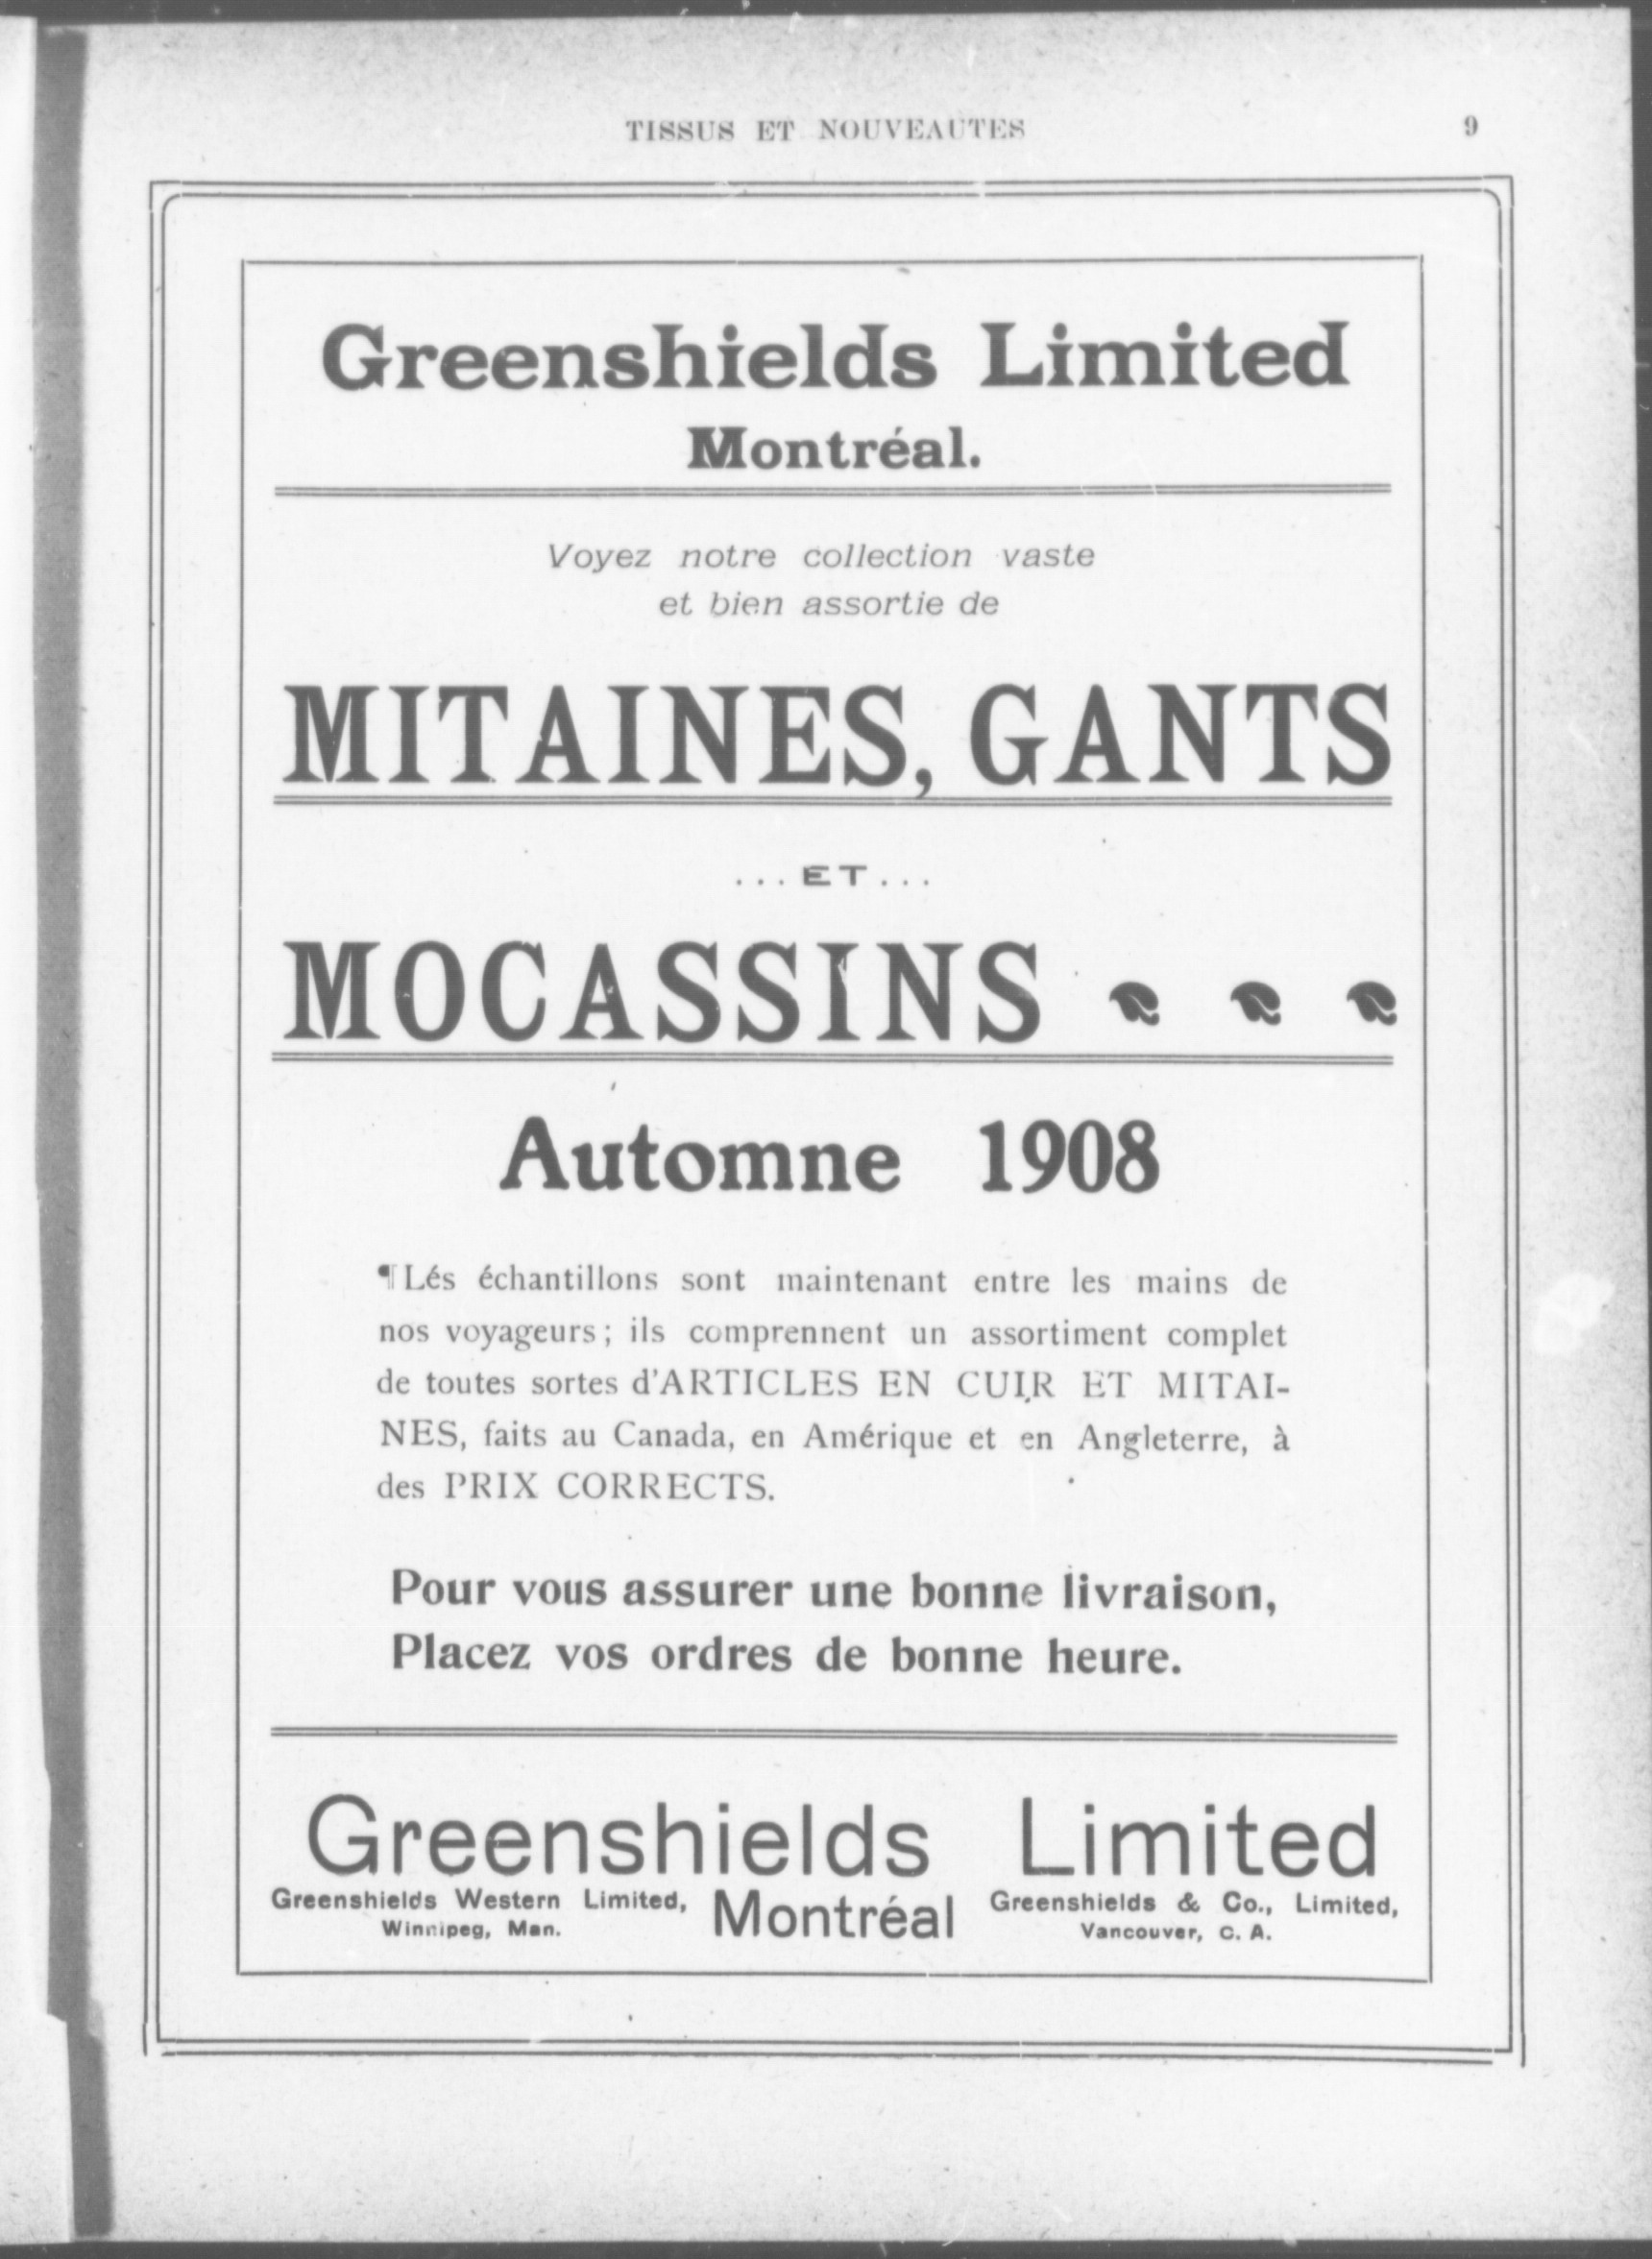 TISSUS ET NOUVEAUTES 9
Greenshields Limited
Montréal.
Voyez notre collection vaste
et bien assortie de
MITAINES, GANTS
...ET...
MOCASSINS
Automne 1908
¶ Lés échantillons sont maintenant entre les mains de
nos voyageurs; ils comprennent un assortiment complet
de toutes sortes d'ARTICLES EN CUIR ET MITAI-
NES, faits au Canada, en Amérique et en Angleterre, à
des PRIX CORRECTS.
Pour vous assurer une bonne livraison,
Placez vos ordres de bonne heure.
Greenshields Limited
Greenshields Western Limited,
Winnipeg, Man.
Montréal
Greenshields & Co., Limited,
Vancouver, C. A.